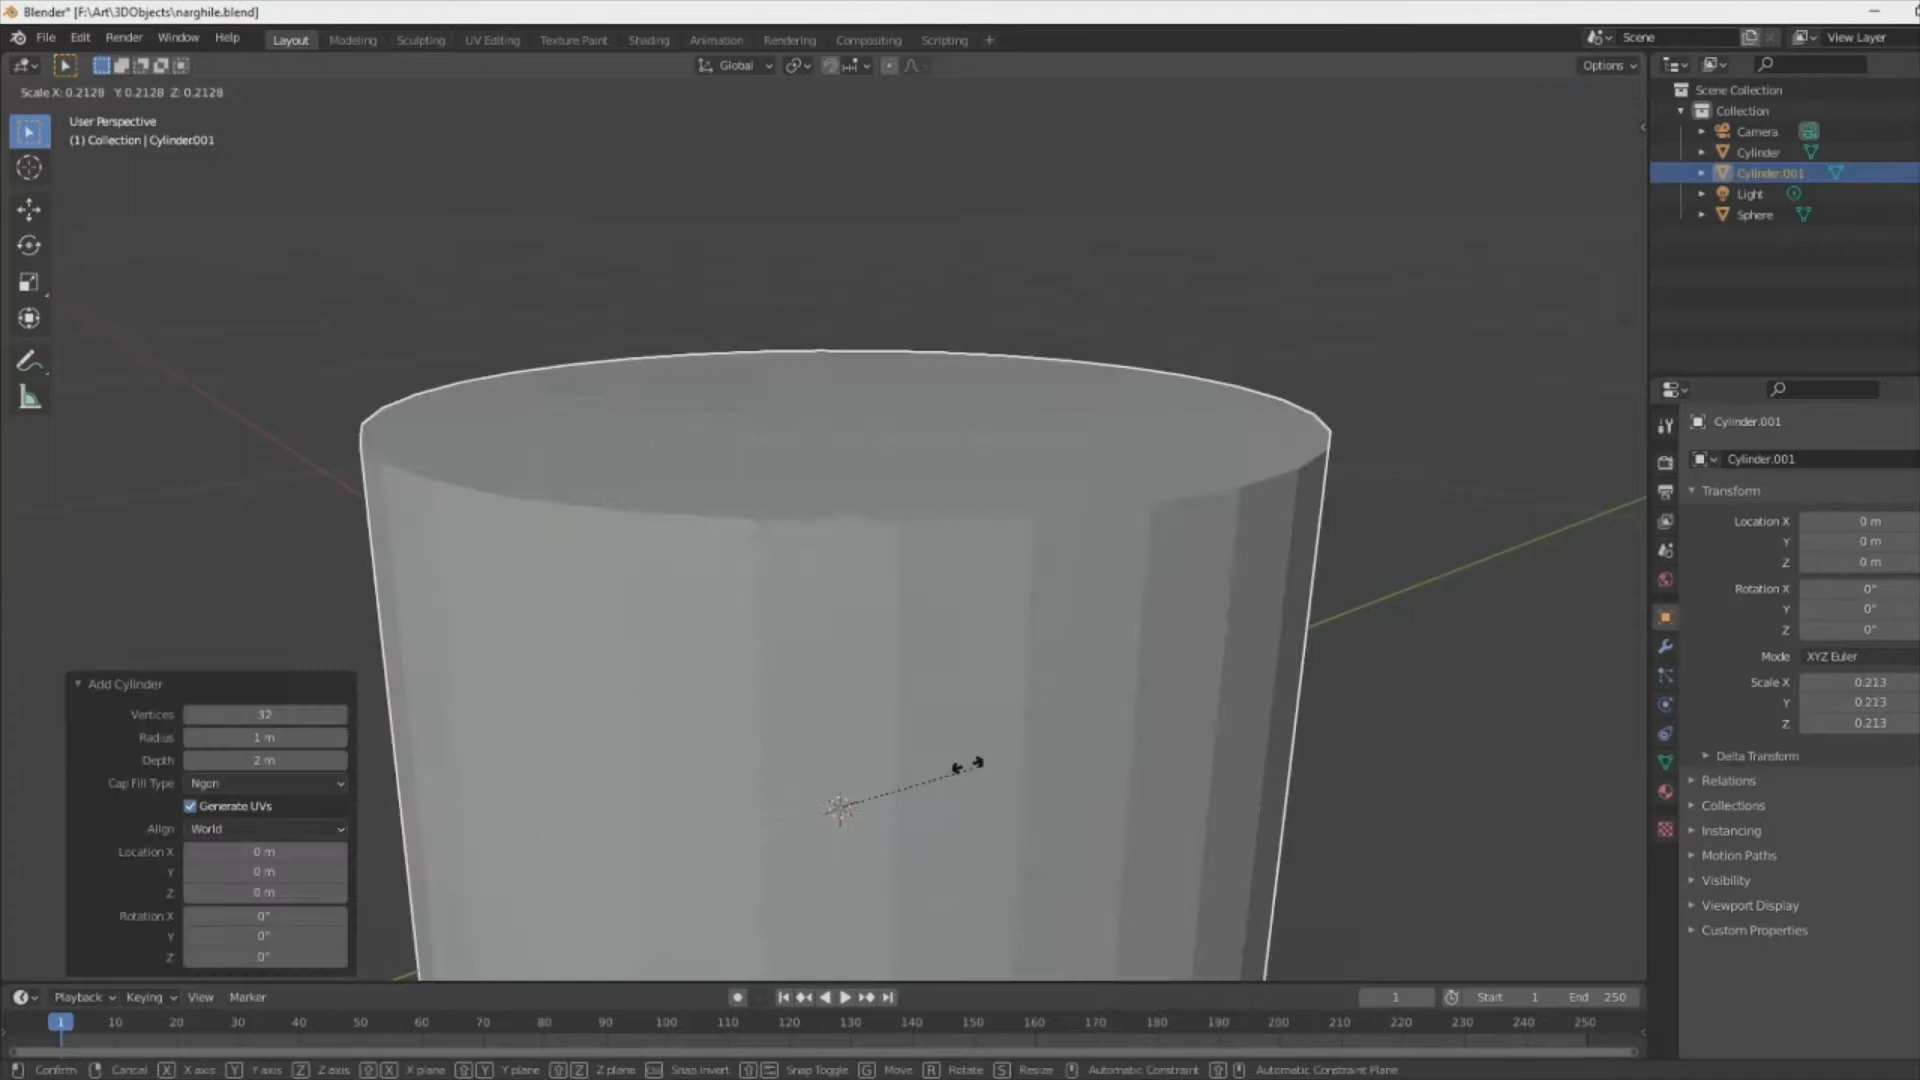 Blender* [F:\Art\3DObjects\narghile.blend]
File Edit Render Window Help Layout Modeling Sculpting UV Editing Texture Paint Shading Animation Rendering Compositing Scripting + Scene View Layer
Global Options
Scale X: 0.2128 Y: 0.2128 Z: 0.2128
User Perspective
(1) Collection | Cylinder.001
Scene Collection
Collection
Camera
Cylinder
Cylinder.001
Light
Sphere
Cylinder.001
Cylinder.001
Transform
Location X 0 m
Y 0 m
Z 0 m
Rotation X 0°
Y 0°
Z 0°
Mode XYZ Euler
Scale X 0.213
Y 0.213
Z 0.213
Delta Transform
Relations
Collections
Instancing
Motion Paths
Visibility
Viewport Display
Custom Properties
Add Cylinder
Vertices 32
Radius 1 m
Depth 2 m
Cap Fill Type Ngon
Generate UVs
Align World
Location X 0 m
Y 0 m
Z 0 m
Rotation X 0°
Y 0°
Z 0°
Playback Keying View Marker 1 Start 1 End 250
1 10 20 30 40 50 60 70 80 90 100 110 120 130 140 150 160 170 180 190 200 210 220 230 240 250
Confirm Cancel X X axis Y Y axis Z Z axis X X plane Y Y plane Z Z plane Snap Invert Snap Toggle G Move R Rotate S Resize Automatic Constraint Automatic Constraint Plane